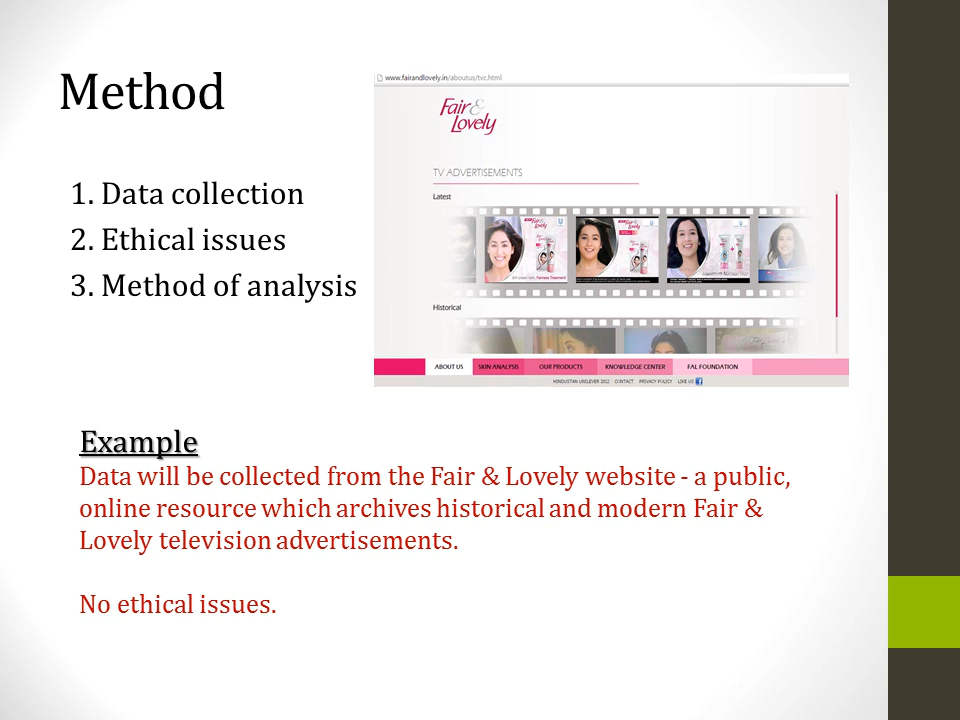 Method
1. Data collection
2. Ethical issues
3. Method of analysis
www.fairandlovely.in/aboutus/tvc.html
Fair &
Lovely
TV ADVERTISEMENTS
Latest
Historical
ABOUT US SKIN ANALYSIS OUR PRODUCTS KNOWLEDGE CENTER FAL FOUNDATION
HINDUSTAN UNILEVER 2012 CONTACT PRIVACY POLICY LIKE US
Example
Data will be collected from the Fair & Lovely website - a public,
online resource which archives historical and modern Fair &
Lovely television advertisements.
No ethical issues.